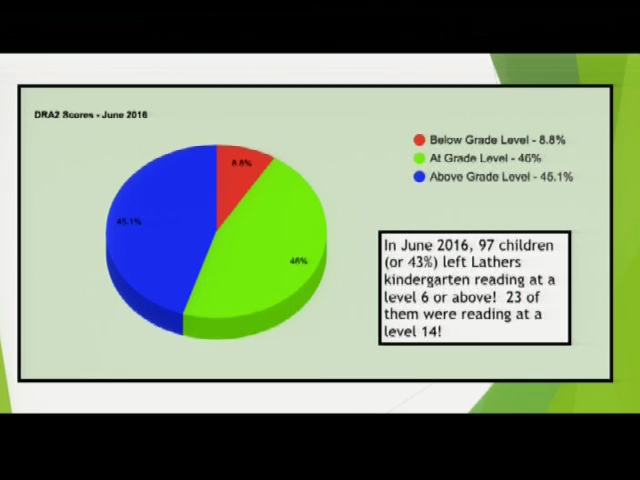 DRA2 Scores - June 2016
Below Grade Level - 8.8%
At Grade Level - 46%
Above Grade Level - 45.1%
8.8%
45.1%
46%
In June 2016, 97 children
(or 43%) left Lathers
kindergarten reading at a
level 6 or above! 23 of
them were reading at a
level 14!